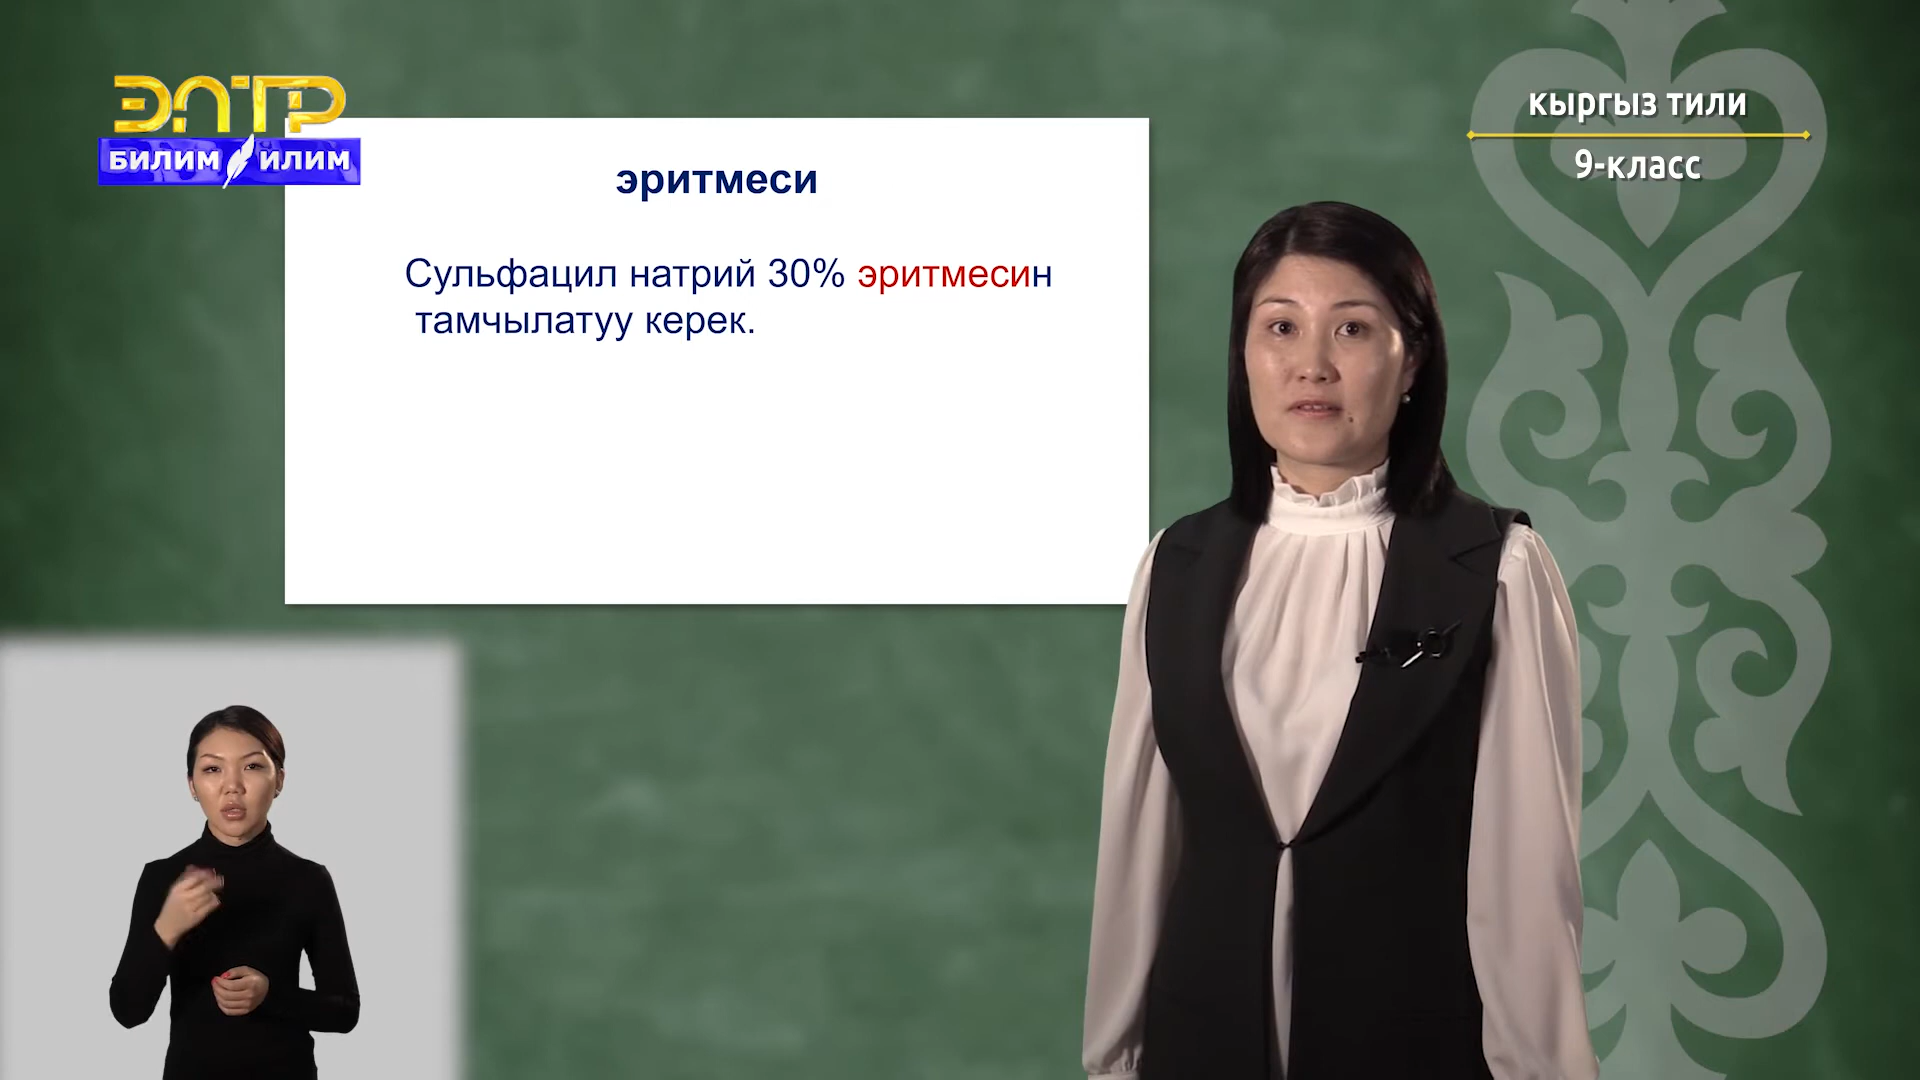 ЭЛТР
БИЛИМ ИЛИМ
эритмеси
Сульфацил натрий 30% эритмесин
тамчылатуу керек.
кыргыз тили
9-класс